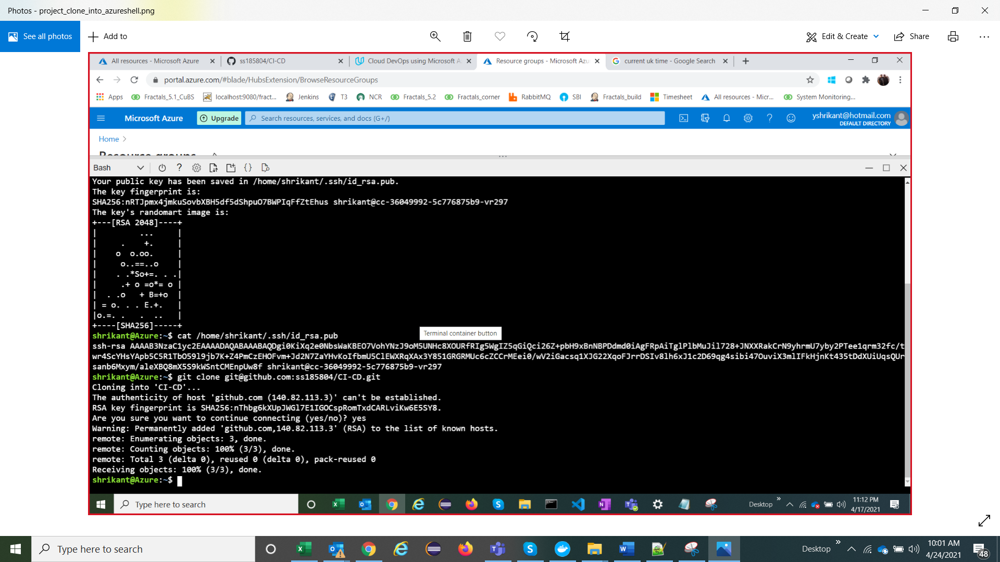 Photos - project_clone_into_azureshell.png
See all photos
Add to
Edit & Create
Share
All resources - Microsoft Azure
ss185804/CI-CD
Cloud DevOps using Microsoft A
Resource groups - Microsoft Azu
current uk time - Google Search
portal.azure.com/#blade/HubsExtension/BrowseResourceGroups
Apps
Fractals_5.1_CuBS
localhost:9080/fract...
Jenkins
T3
NCR
Fractals_5.2
Fractals_corner
RabbitMQ
SBI
Fractals_build
Timesheet
All resources - Micr...
System Monitoring...
Microsoft Azure
Upgrade
Search resources, services, and docs (G+/)
yshrikant@hotmail.com
DEFAULT DIRECTORY
Home >
Resource groups
Bash
Your public key has been saved in /home/shrikant/.ssh/id_rsa.pub.
The key fingerprint is:
SHA256:nRTJpmx4jmkuSovbXBH5df5dShpuO7BWPIqFfZtEhus shrikant@cc-36049992-5c776875b9-vr297
The key's randomart image is:
+---[RSA 2048]----+
|         ...     |
|     .    +.     |
|    o  o.oo.     |
|     o..==..o    |
|    . .*So+=. . .|
|     .+ o =o*= o |
|  . .o   + B=+o  |
| = o. . . E.+.   |
|o.=. .   .  ..   |
+----[SHA256]-----+
shrikant@Azure:~$ cat /home/shrikant/.ssh/id_rsa.pub
Terminal container button
ssh-rsa AAAAB3NzaC1yc2EAAAADAQABAAABAQDgi0KiXq2e0NbsWaKBEO7VohYNzJ9oM5UNHc8XOURfRIg5WgIZ5qGiQci26Z+pbH9xBnNBPDdmd0iAgFRpAiTglPlbMuJil728+JNXXRakCrN9yhrmU7yby2PTee1qrm32fc/t
wr4ScYHsYApb5C5R1TbO59l9jb7K+Z4PmCzEHOFvm+Jd2N7ZaYHvKoIfbmU5ClEWXRqXAx3Y851GRGRMUc6cZCCrMEei0/wV2iGacsq1XJG22XqoFJrrDSIv8lh6xJ1c2D69qg4sibi47OuviX3mlIFkHjnKt435tDdXUiUqsQUr
sanb6Mxym/aleXBQ8mX5S9kWSntCMEnpUw8f shrikant@cc-36049992-5c776875b9-vr297
shrikant@Azure:~$ git clone git@github.com:ss185804/CI-CD.git
Cloning into 'CI-CD'...
The authenticity of host 'github.com (140.82.113.3)' can't be established.
RSA key fingerprint is SHA256:nThbg6kXUpJWGl7E1IGOCspRomTxdCARLviKw6E5SY8.
Are you sure you want to continue connecting (yes/no)? yes
Warning: Permanently added 'github.com,140.82.113.3' (RSA) to the list of known hosts.
remote: Enumerating objects: 3, done.
remote: Counting objects: 100% (3/3), done.
remote: Total 3 (delta 0), reused 0 (delta 0), pack-reused 0
Receiving objects: 100% (3/3), done.
shrikant@Azure:~$
Type here to search
Desktop
11:12 PM
4/17/2021
Type here to search
Desktop
10:01 AM
4/24/2021
48